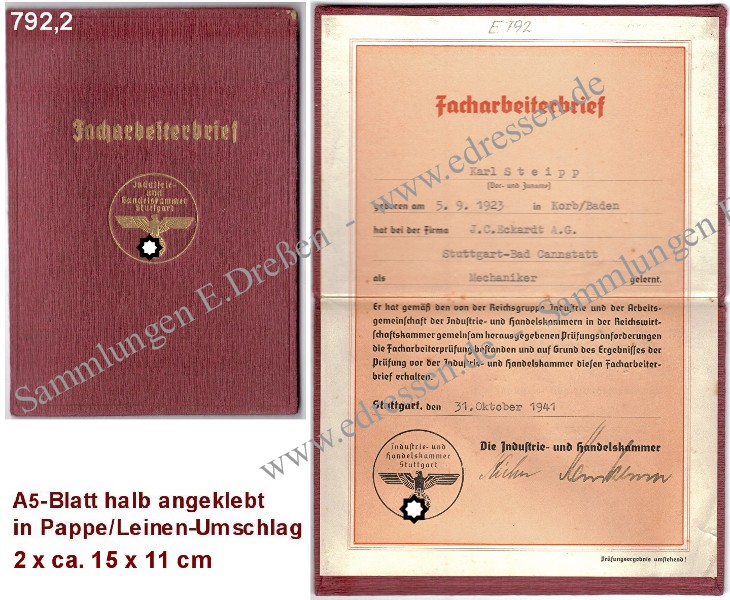 792,2
Facharbeiterbrief
Industrie-
und
Handelskammer
Stuttgart
Sammlungen E.Dreßen - www.edressen.de - Sammlungen E
www.edressen.de
A5-Blatt halb angeklebt
in Pappe/Leinen-Umschlag
2 x ca. 15 x 11 cm
E 792
Facharbeiterbrief
Karl Steipp
(Vor- und Zuname)
geboren am 5. 9. 1923 in Korb/Baden
hat bei der Firma J.C.Eckardt A.G.
Stuttgart-Bad Cannstatt
als Mechaniker gelernt.
Er hat gemäß den von der Reichsgruppe Industrie und der Arbeits-
gemeinschaft der Industrie- und Handelskammern in der Reichswirt-
schaftskammer gemeinsam herausgegebenen Prüfungsanforderungen
die Facharbeiterprüfung bestanden und auf Grund des Ergebnisses der
Prüfung vor der Industrie- und Handelskammer diesen Facharbeiter-
brief erhalten.
Stuttgart, den 31. Oktober 1941
Industrie- und
Handelskammer
Stuttgart
Die Industrie- und Handelskammer
Prüfungsergebnis umstehend!